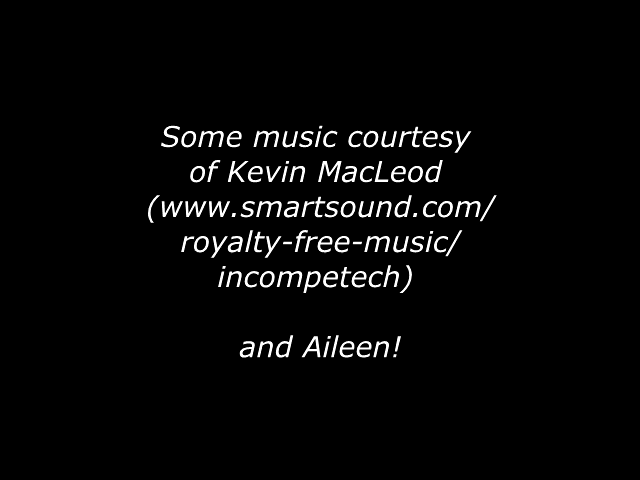 Some music courtesy
of Kevin MacLeod
(www.smartsound.com/
royalty-free-music/
incompetech)
and Aileen!